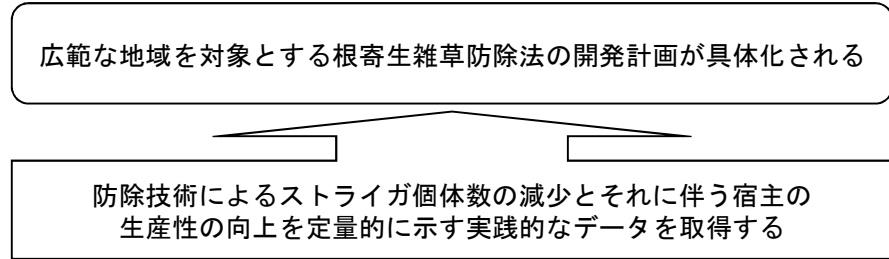 広範な地域を対象とする根寄生雑草防除法の開発計画が具体化される
防除技術によるストライガ個体数の減少とそれに伴う宿主の
生産性の向上を定量的に示す実践的なデータを取得する